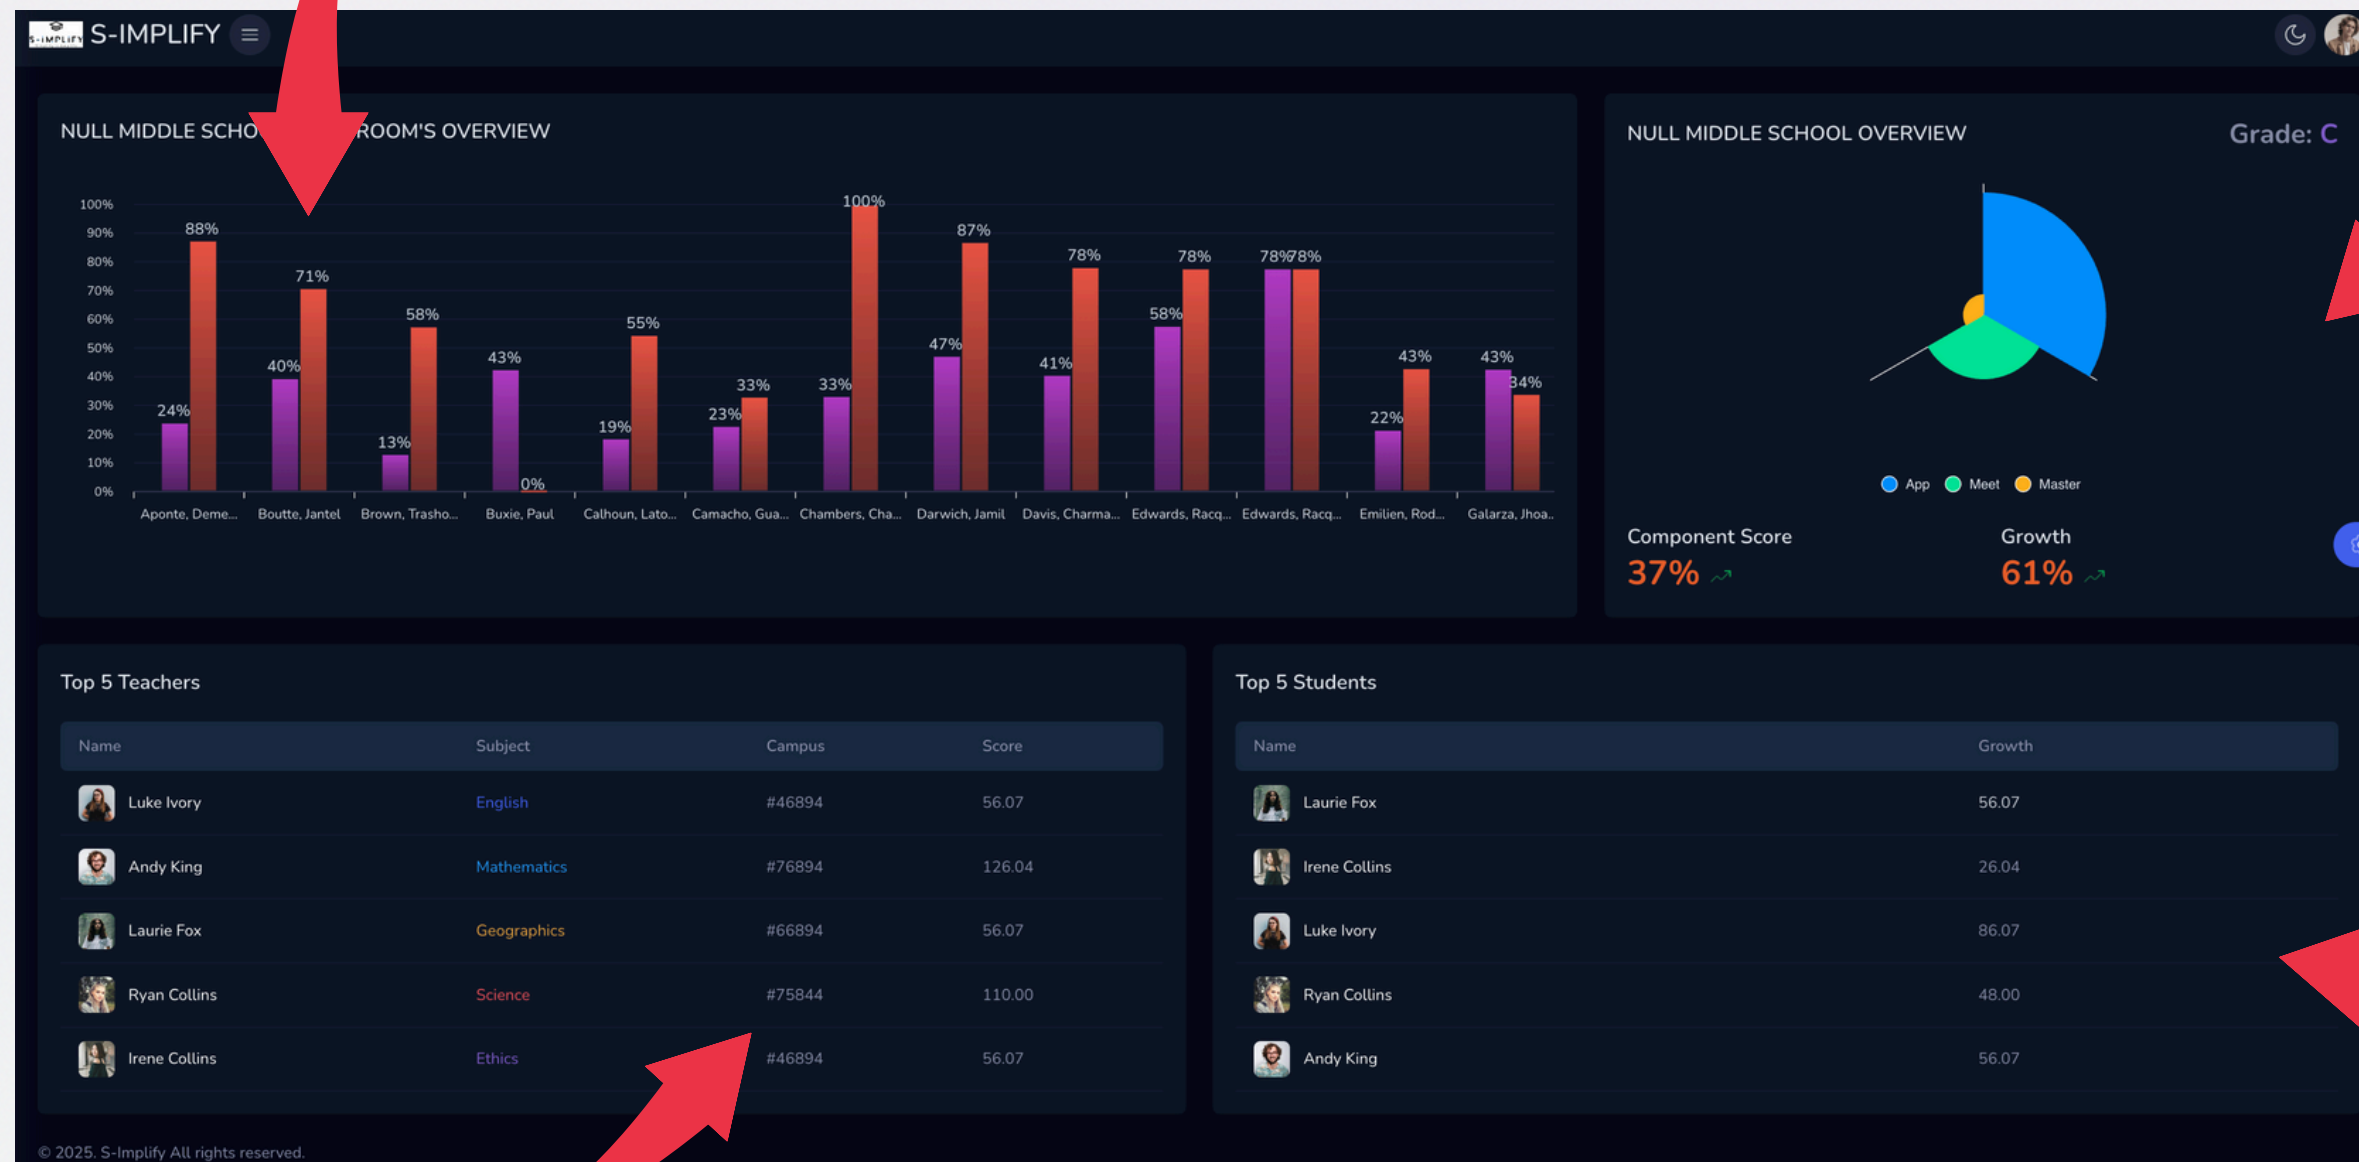 S-IMPLIFY S-IMPLIFY
NULL MIDDLE SCHO ROOM'S OVERVIEW
100%
90%
80%
70%
60%
50%
40%
30%
20%
10%
0%
24% 88%
40% 71%
13% 58%
43% 0%
19% 55%
23% 33%
33% 100%
47% 87%
41% 78%
58% 78%
78% 78%
22% 43%
43% 34%
Aponte, Deme... Boutte, Jantel Brown, Trasho... Buxie, Paul Calhoun, Lato... Camacho, Gua... Chambers, Cha... Darwich, Jamil Davis, Charma... Edwards, Racq... Edwards, Racq... Emilien, Rod... Galarza, Jhoa..
NULL MIDDLE SCHOOL OVERVIEW Grade: C
App Meet Master
Component Score Growth
37% 61%
Top 5 Teachers
Name Subject Campus Score
Luke Ivory English #46894 56.07
Andy King Mathematics #76894 126.04
Laurie Fox Geographics #66894 56.07
Ryan Collins Science #75844 110.00
Irene Collins Ethics #46894 56.07
Top 5 Students
Name Growth
Laurie Fox 56.07
Irene Collins 26.04
Luke Ivory 86.07
Ryan Collins 48.00
Andy King 56.07
© 2025. S-Implify All rights reserved.